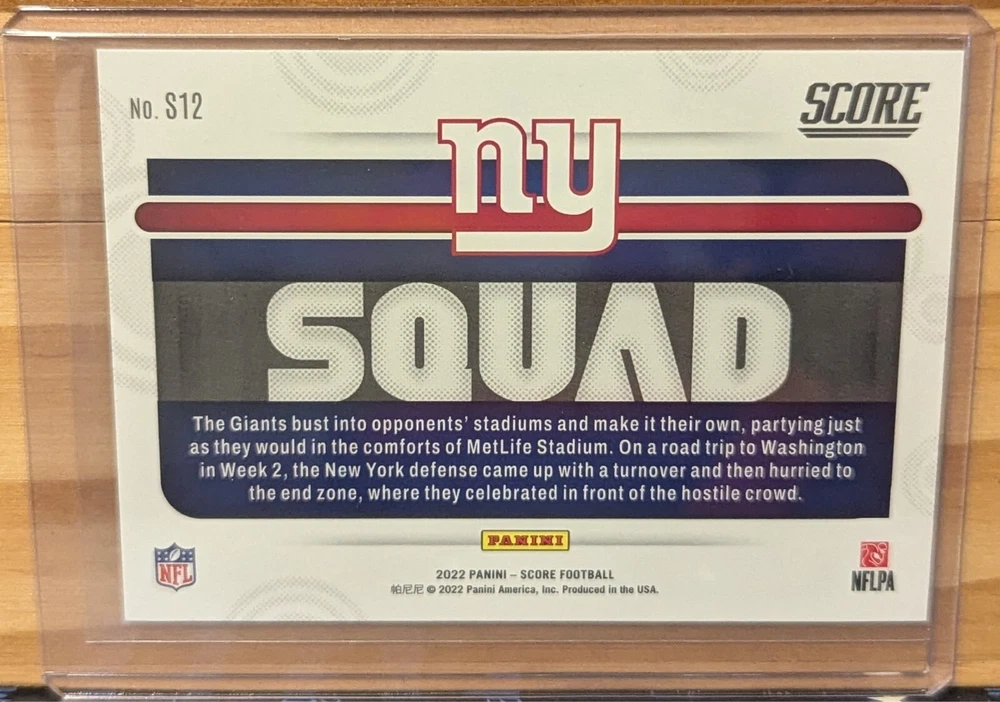 No. S12
SCORE
ny
SQUAD
The Giants bust into opponents' stadiums and make it their own, partying just
as they would in the comforts of MetLife Stadium. On a road trip to Washington
in Week 2, the New York defense came up with a turnover and then hurried to
the end zone, where they celebrated in front of the hostile crowd.
PANINI
NFL
2022 PANINI – SCORE FOOTBALL
帕尼尼 © 2022 Panini America, Inc. Produced in the USA.
NFLPA